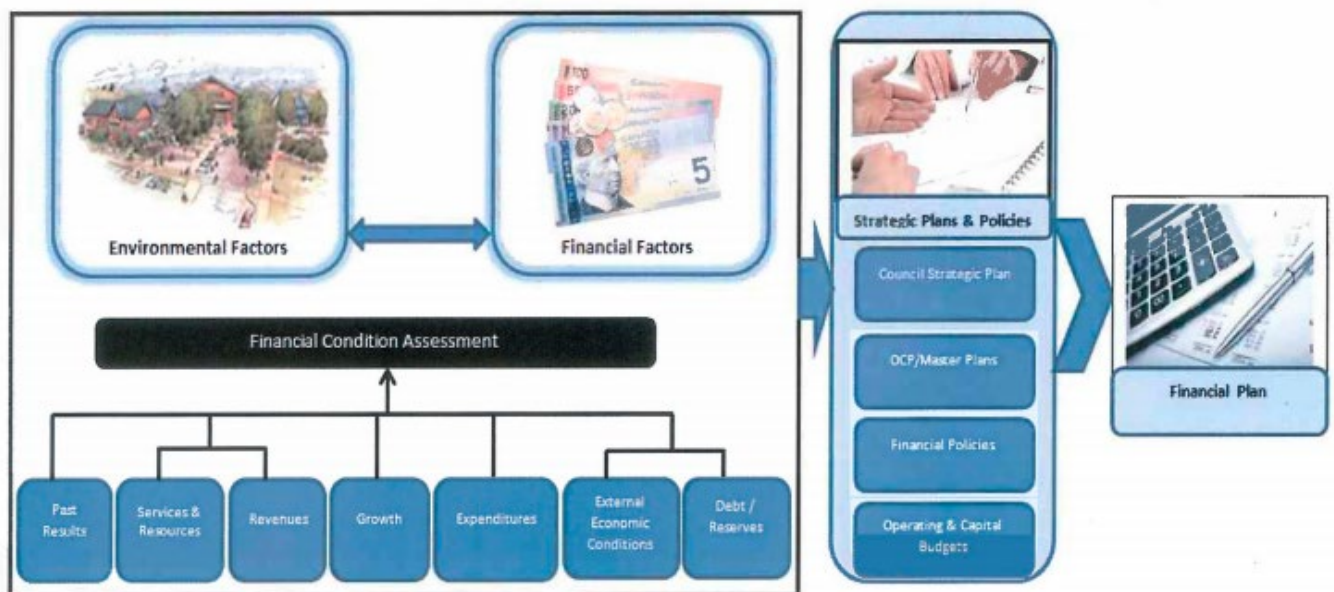 Environmental Factors
Financial Factors
5
Financial Condition Assessment
Past
Results
Services &
Resources
Revenues
Growth
Expenditures
External
Economic
Conditions
Debt /
Reserves
Strategic Plans & Policies
Council Strategic Plan
OCP/Master Plans
Financial Policies
Operating & Capital
Budgets
Financial Plan